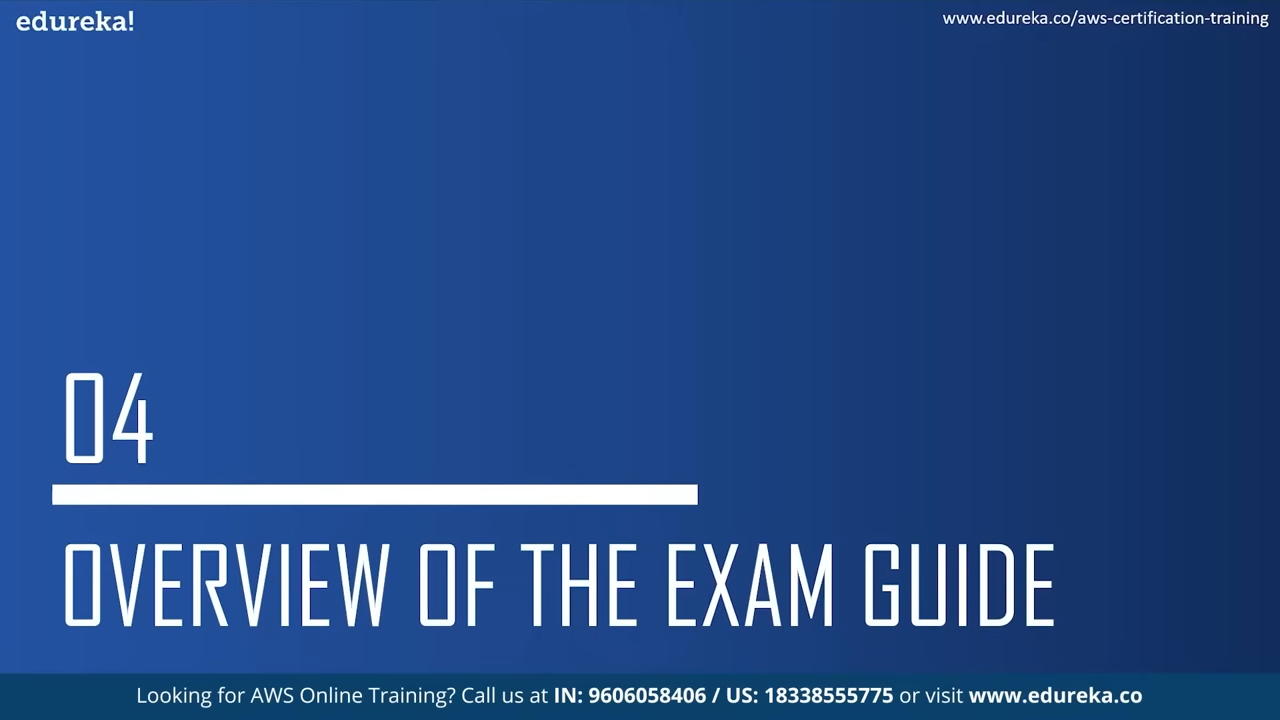 edureka!
www.edureka.co/aws-certification-training
04
OVERVIEW OF THE EXAM GUIDE
Looking for AWS Online Training? Call us at IN: 9606058406 / US: 18338555775 or visit www.edureka.co